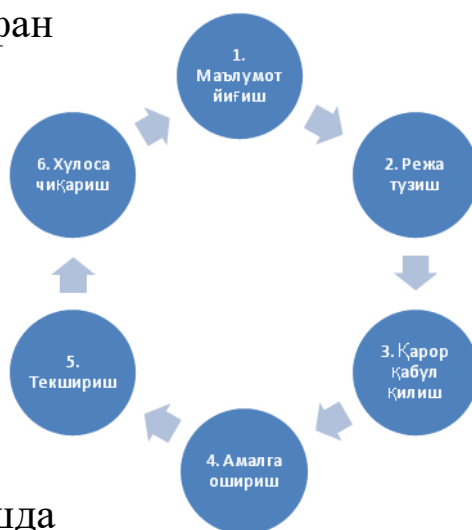 1.
Маълумот
йиғиш
2. Режа
тузиш
3. Қарор
қабул
қилиш
4. Амалга
ошириш
5.
Текшириш
6. Хулоса
чиқариш